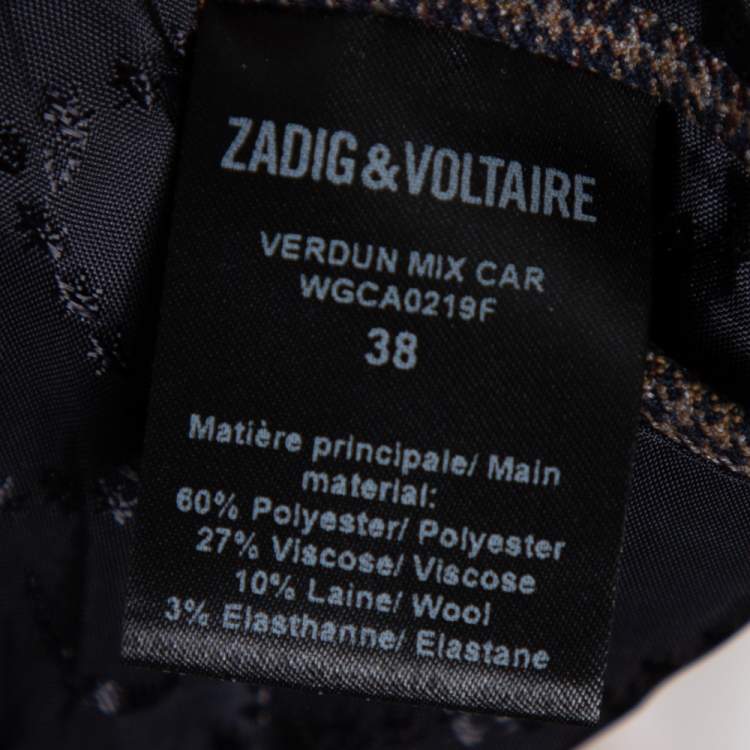 ZADIG&VOLTAIRE
VERDUN MIX CAR
WGCA0219F
38
Matière principale/ Main
material:
60% Polyester/ Polyester
27% Viscose/ Viscose
10% Laine/ Wool
3% Elasthanne/ Elastane